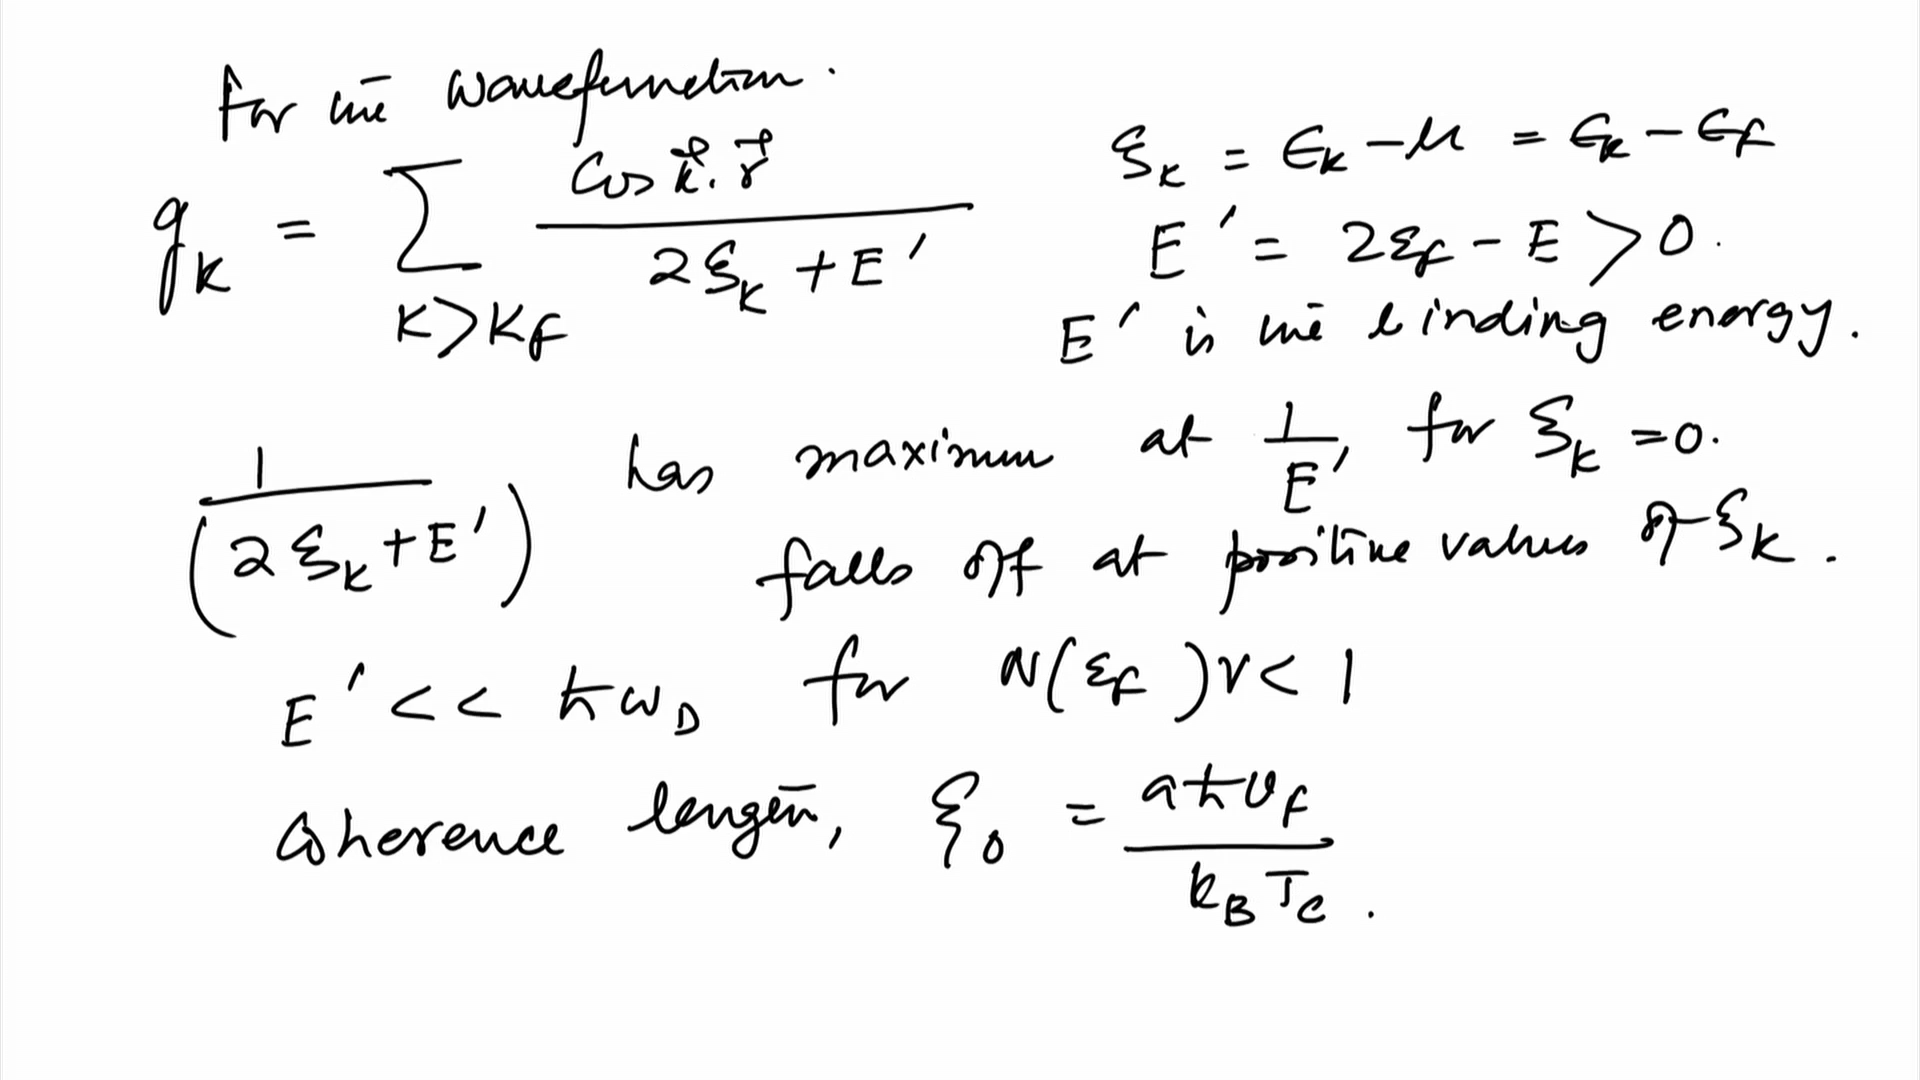 For the wavefunction.
g_k = Σ_{k>k_F} cos k⃗.r⃗ / (2ξ_k + E′)
ξ_k = ϵ_k - μ = ϵ_k - ϵ_F
E′ = 2ε_F - E > 0.
E′ is the binding energy.
1/(2ξ_k + E′) has maximum at 1/E′, for ξ_k = 0.
falls off at positive values of ξ_k.
E′ << ħω_D for N(ε_F)V < 1
Coherence length, ξ_0 = aħv_F / k_B T_C.